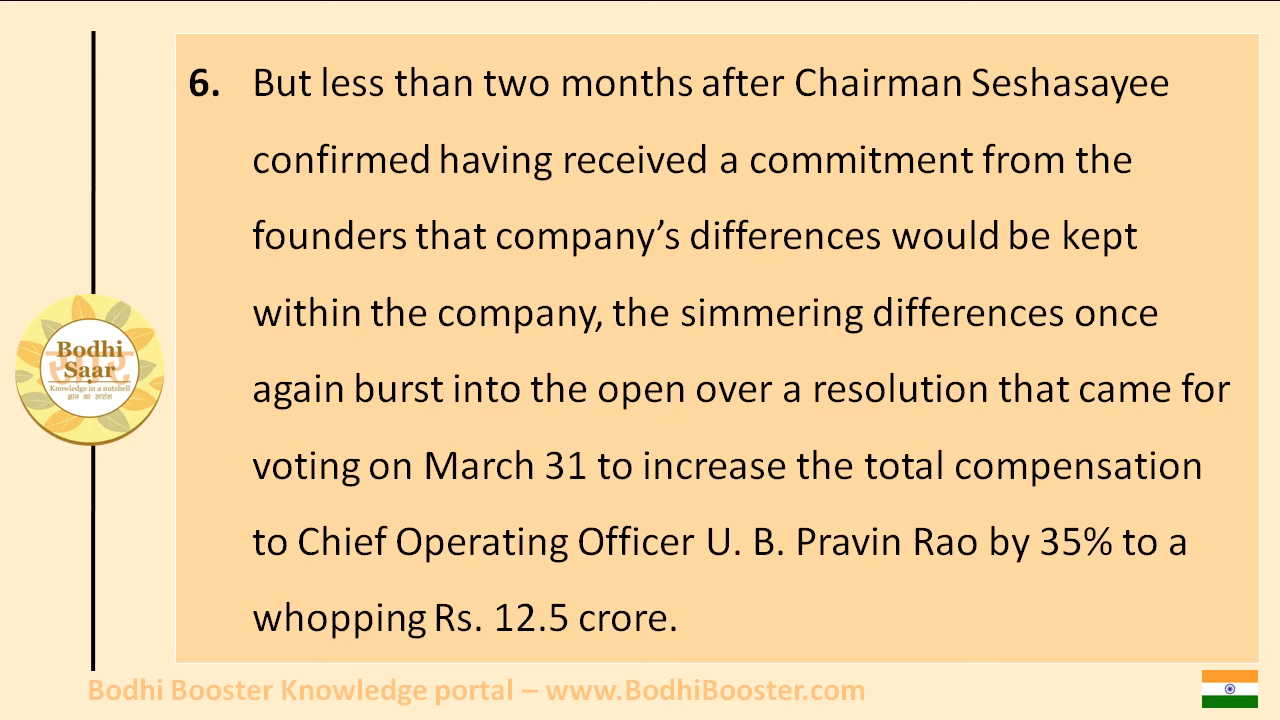 6. But less than two months after Chairman Seshasayee
confirmed having received a commitment from the
founders that company’s differences would be kept
within the company, the simmering differences once
again burst into the open over a resolution that came for
voting on March 31 to increase the total compensation
to Chief Operating Officer U. B. Pravin Rao by 35% to a
whopping Rs. 12.5 crore.
Bodhi
Saar
Knowledge in a nutshell
ज्ञान का सारांश
Bodhi Booster Knowledge portal – www.BodhiBooster.com